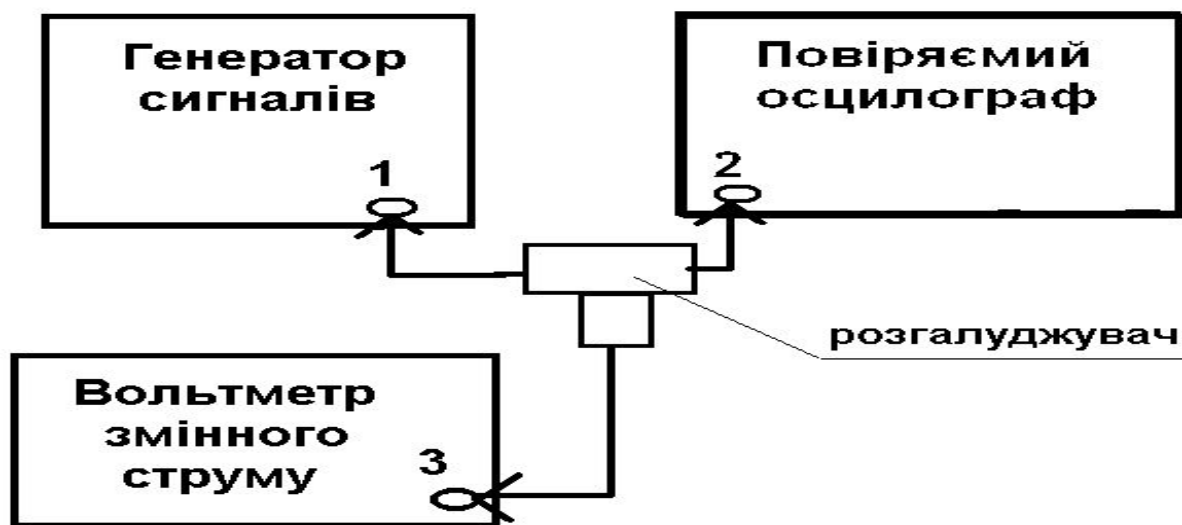 Генератор
сигналів
1
Повіряємий
осцилограф
2
розгалуджувач
Вольтметр
змінного
струму
3